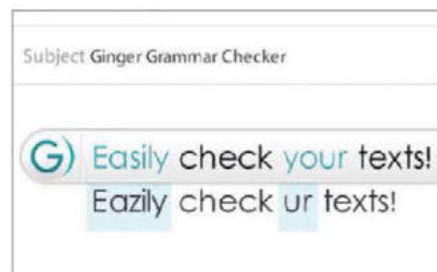 Subject Ginger Grammar Checker
G) Easily check your texts!
Eazily check ur texts!